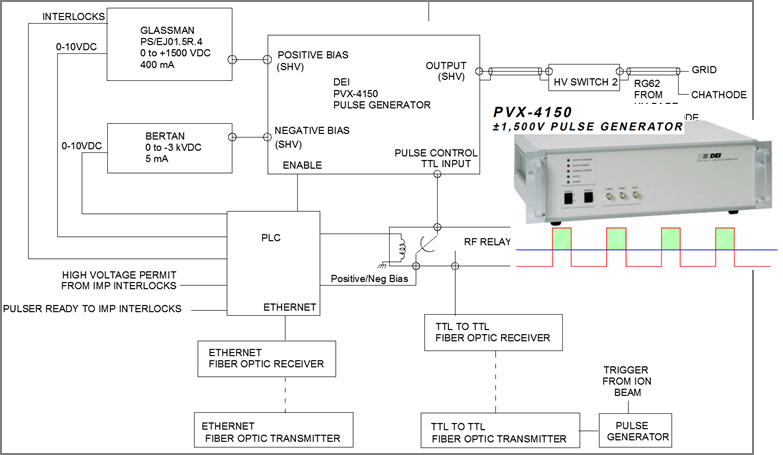 INTERLOCKS
GLASSMAN
PS/EJ01.5R.4
0 to +1500 VDC
400 mA
0-10VDC
POSITIVE BIAS
(SHV)
DEI
PVX-4150
PULSE GENERATOR
OUTPUT
(SHV)
HV SWITCH 2
RG62
FROM
GRID
CHATHODE
PVX-4150
±1,500V PULSE GENERATOR
DEI
BERTAN
0 to -3 kVDC
5 mA
0-10VDC
NEGATIVE BIAS
(SHV)
ENABLE
PULSE CONTROL
TTL INPUT
PLC
RF RELAY
HIGH VOLTAGE PERMIT
FROM IMP INTERLOCKS
Positive/Neg Bias
PULSER READY TO IMP INTERLOCKS
ETHERNET
ETHERNET
FIBER OPTIC RECEIVER
TTL TO TTL
FIBER OPTIC RECEIVER
TRIGGER
FROM ION
BEAM
ETHERNET
FIBER OPTIC TRANSMITTER
TTL TO TTL
FIBER OPTIC TRANSMITTER
PULSE
GENERATOR